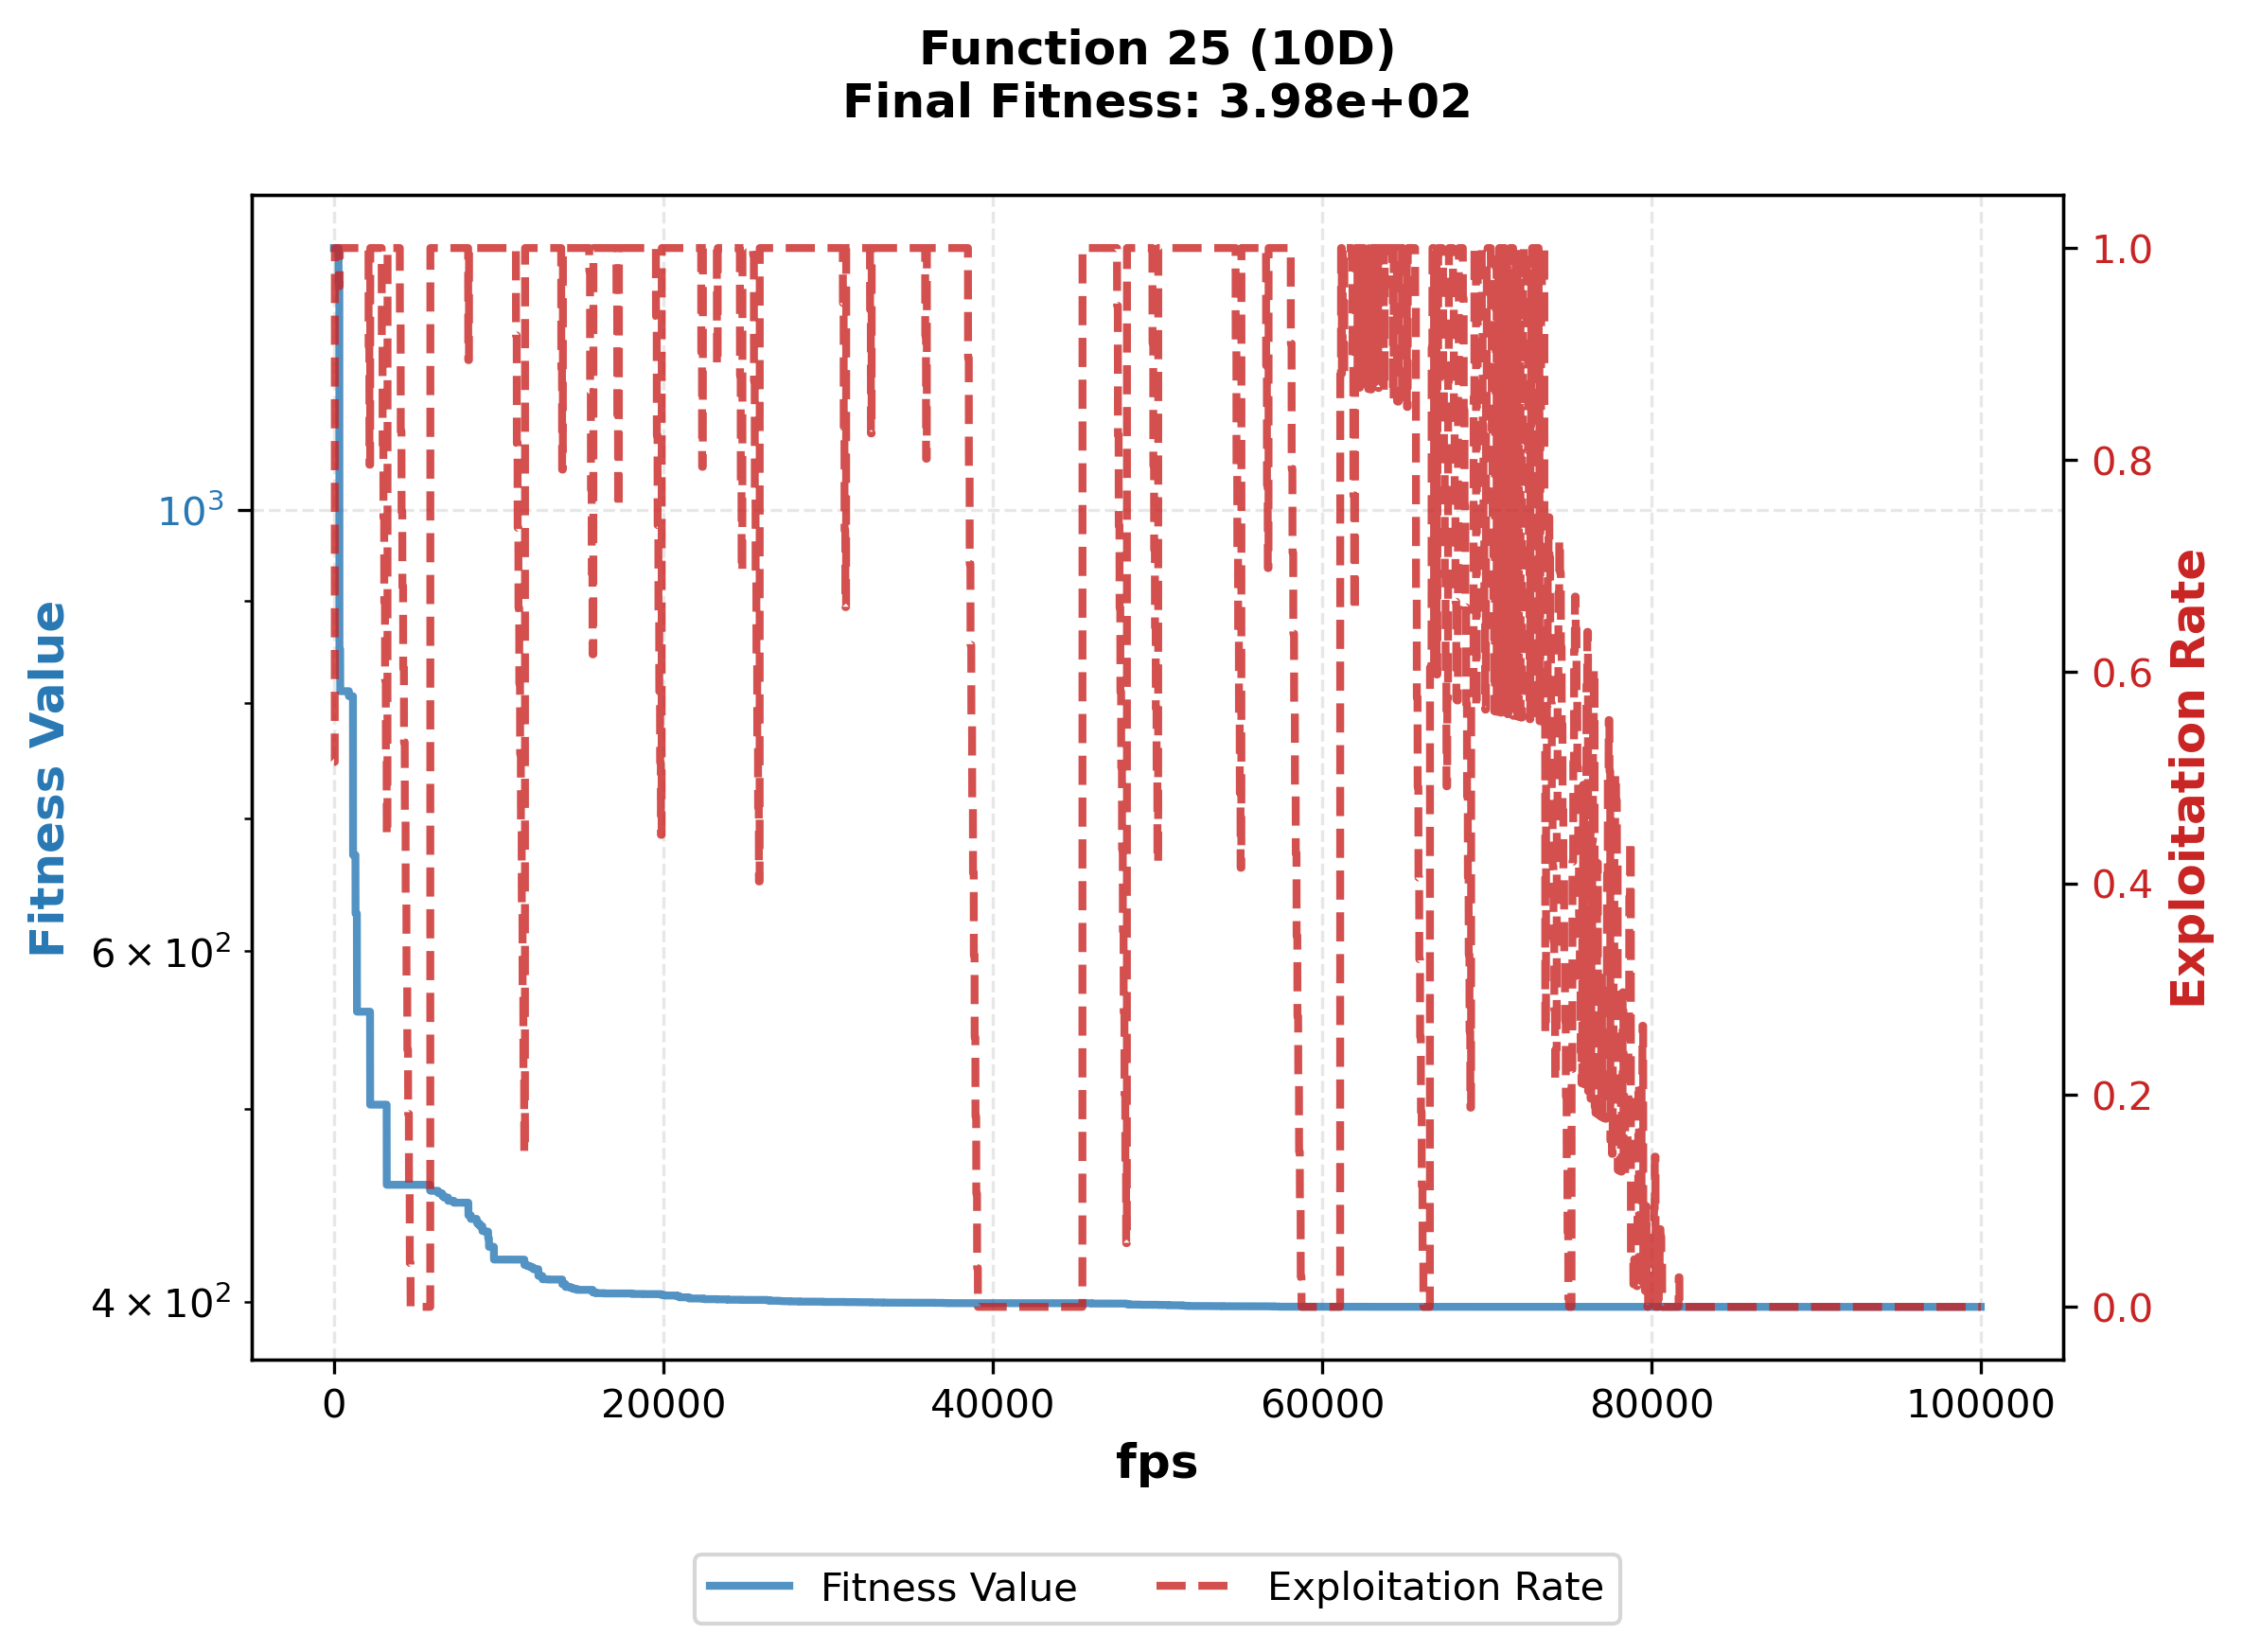 Function 25 (10D)
Final Fitness: 3.98e+02
Fitness Value
10³
6 × 10²
4 × 10²
1.0
0.8
0.6
0.4
0.2
0.0
Exploitation Rate
0
20000
40000
60000
80000
100000
fps
Fitness Value
Exploitation Rate